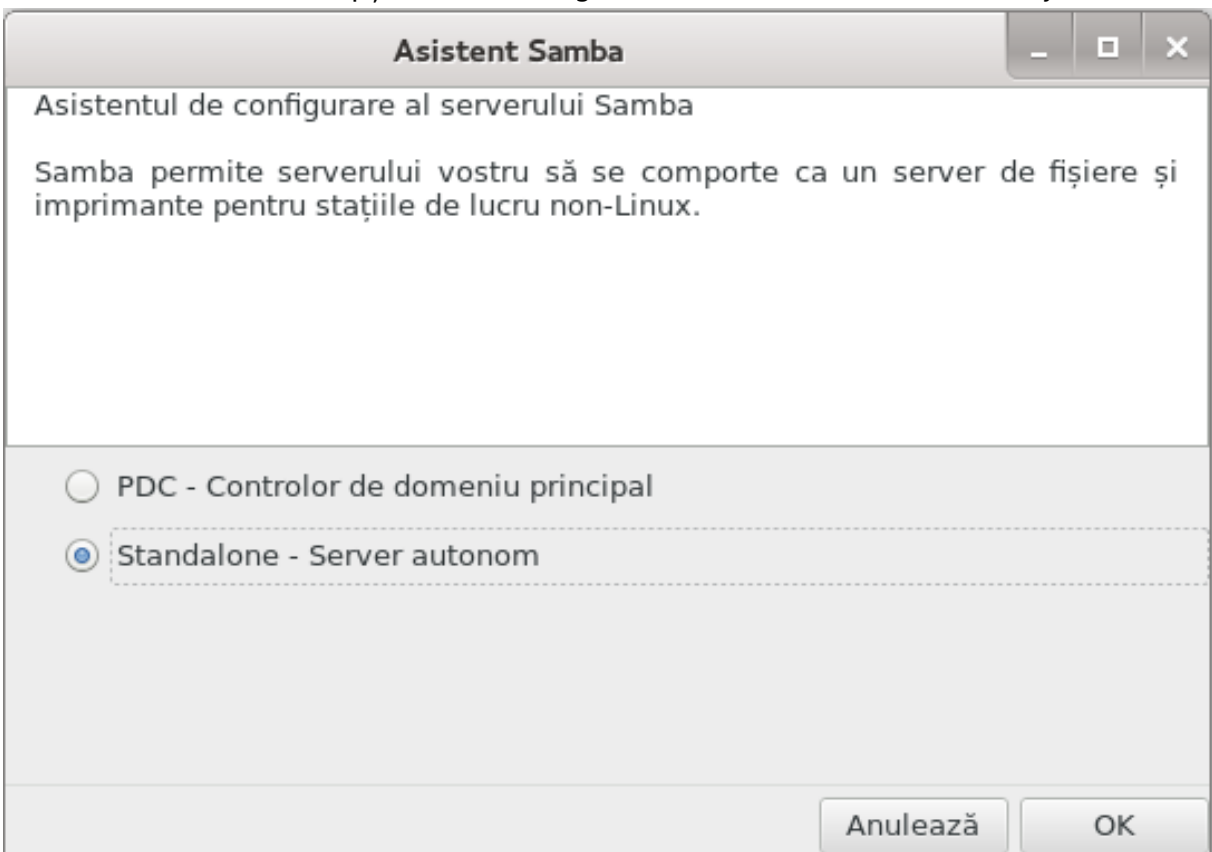 Asistent Samba
Asistentul de configurare al serverului Samba
Samba permite serverului vostru să se comporte ca un server de fișiere și
imprimante pentru stațiile de lucru non-Linux.
PDC - Controlor de domeniu principal
Standalone - Server autonom
Anulează OK